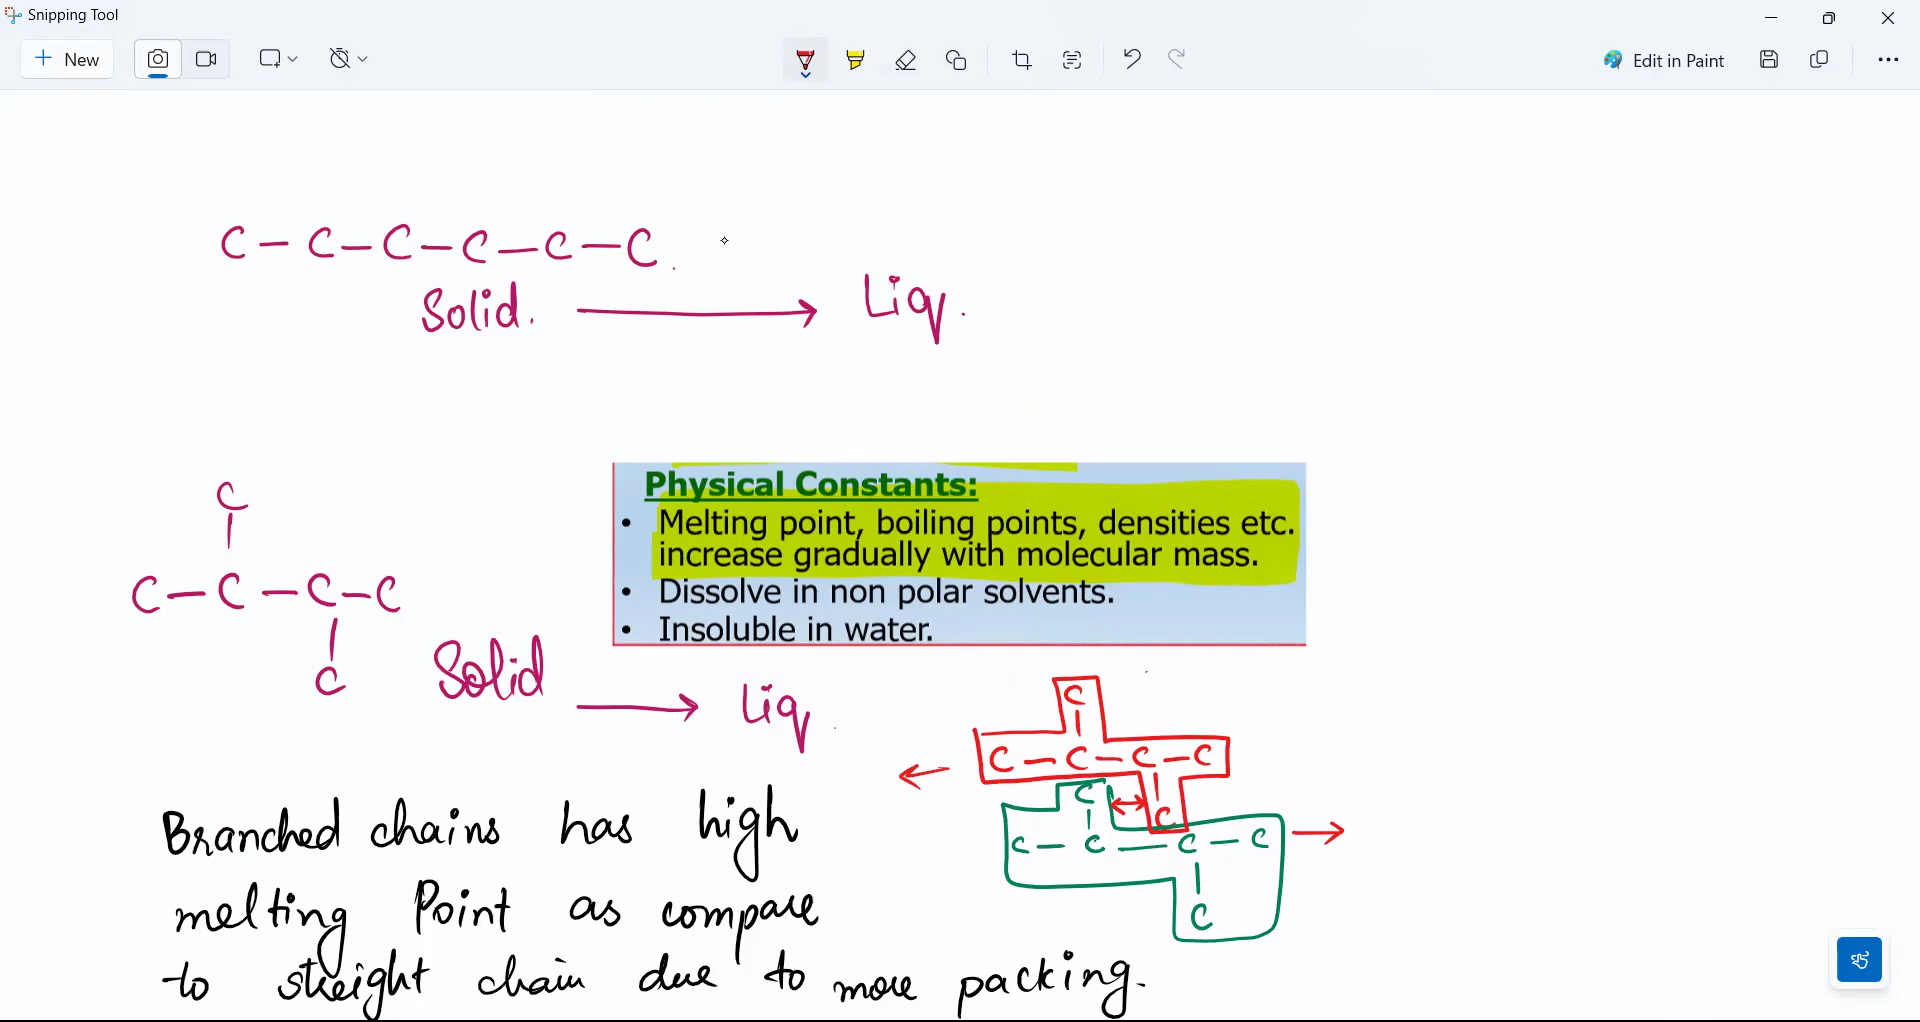 Snipping Tool
New
Edit in Paint
C - C - C - C - C - C
Solid. → Liq.
Physical Constants:
• Melting point, boiling points, densities etc.
increase gradually with molecular mass.
• Dissolve in non polar solvents.
• Insoluble in water.
C
C - C - C - C
C
Solid → Liq
C
C - C - C - C
C C
C - C - C - C
C
Branched chains has high
melting Point as compare
to streight chain due to more packing.